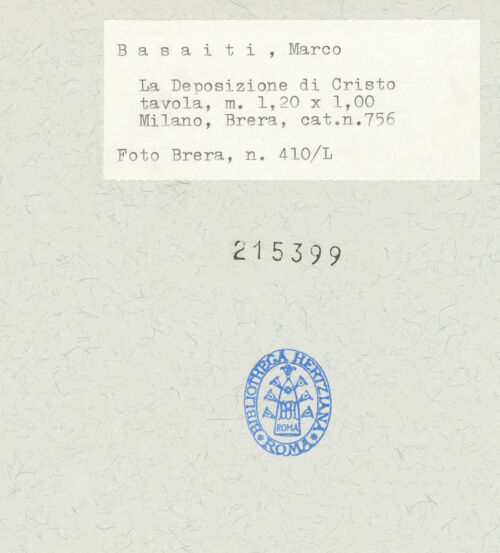 B a s a i t i , Marco
La Deposizione di Cristo
tavola, m. 1,20 x 1,00
Milano, Brera, cat.n.756
Foto Brera, n. 410/L
215399
BIBLIOTHECA HERTZIANA
ROMA
BH
ROMA